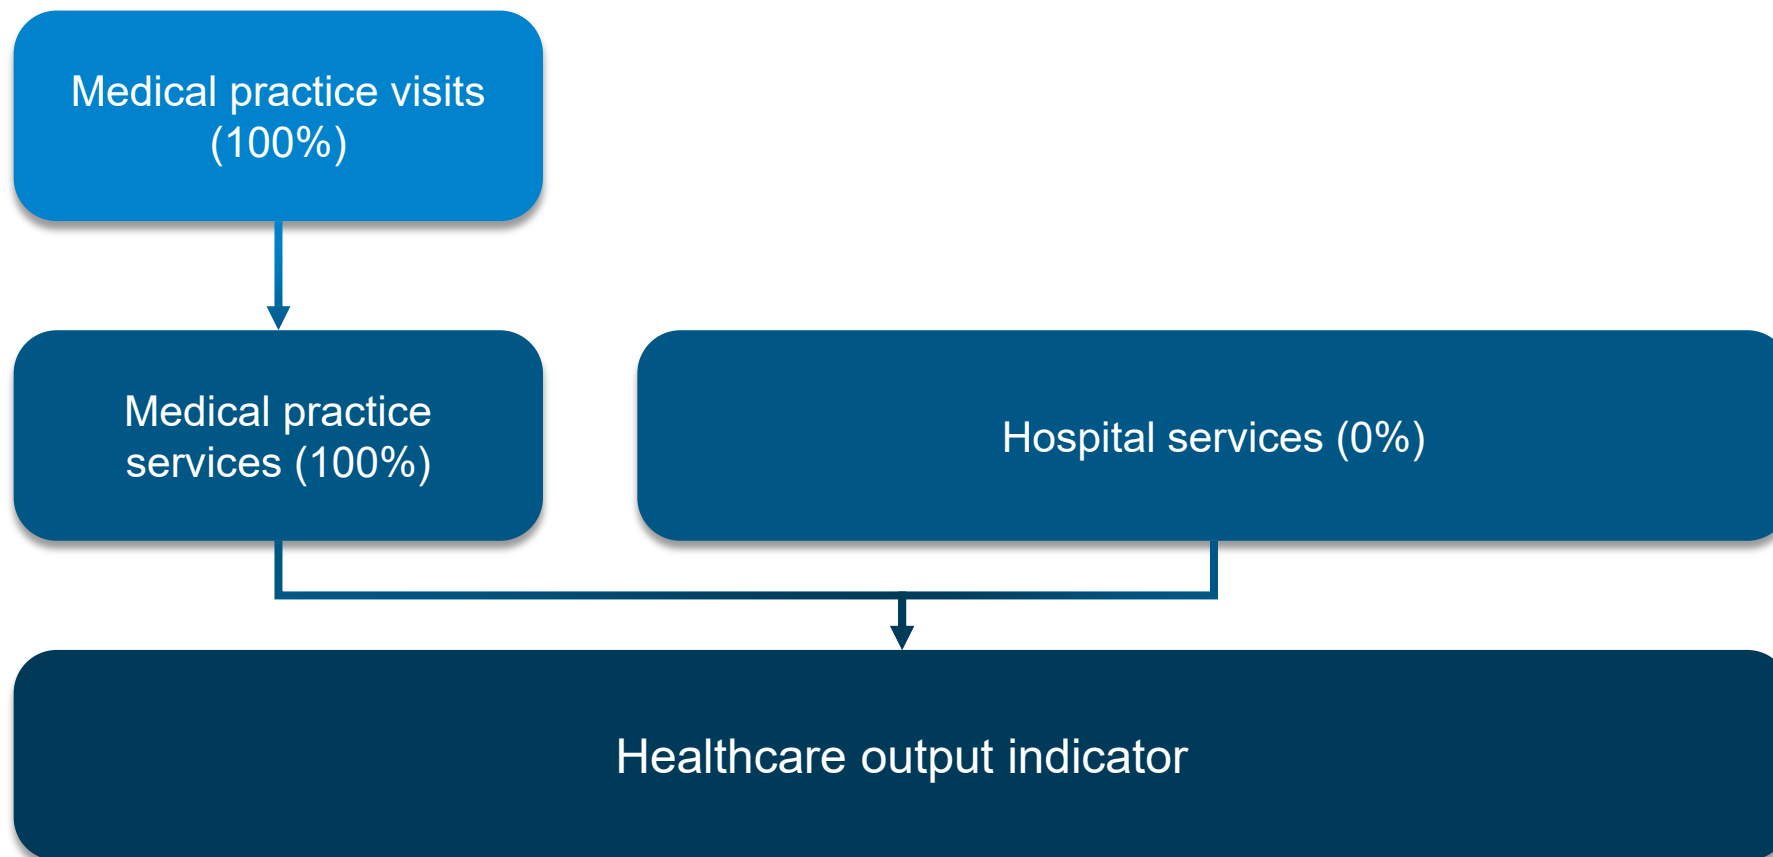 Medical practice visits
(100%)
Medical practice
services (100%)
Hospital services (0%)
Healthcare output indicator